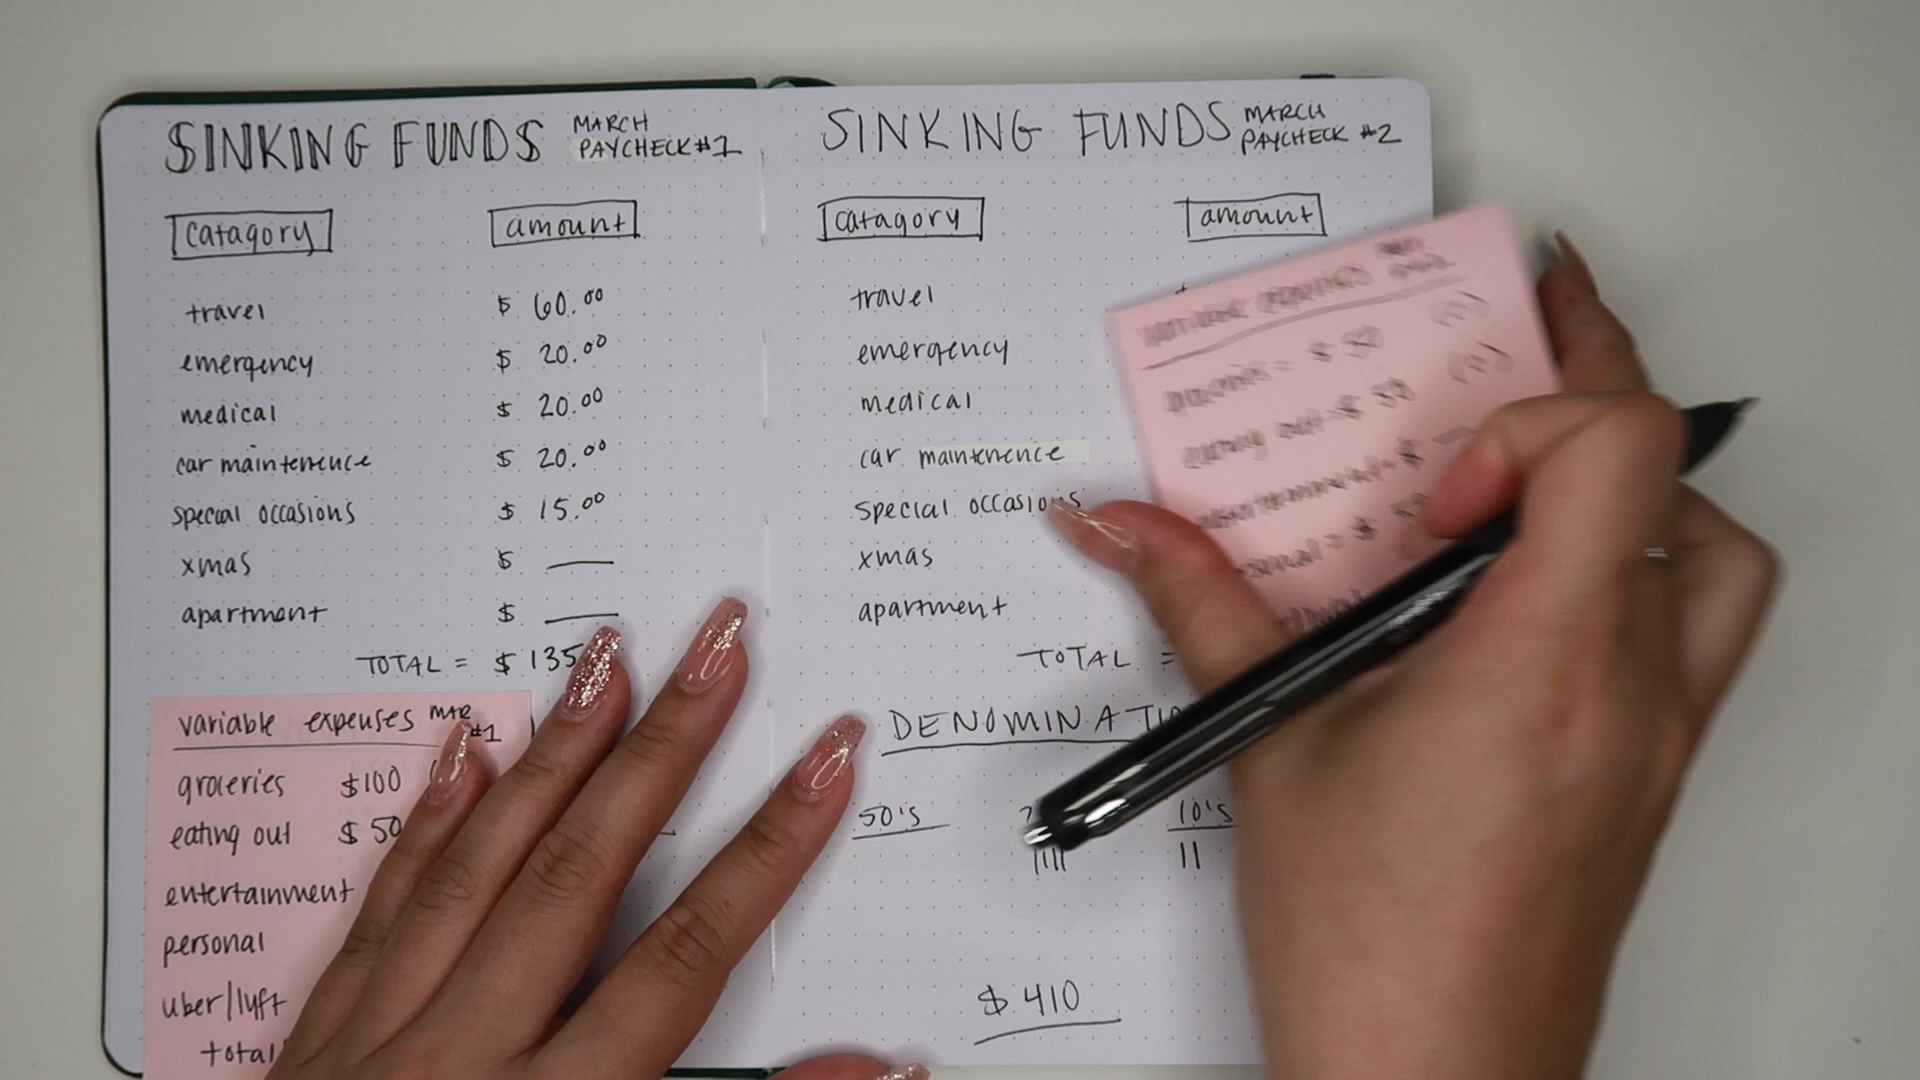 SINKING FUNDS MARCH PAYCHECK #1
catagory amount
travel $ 60.00
emergency $ 20.00
medical $ 20.00
car maintenence $ 20.00
special occasions $ 15.00
xmas $ —
apartment $ —
TOTAL = $ 135
variable expenses MAR #1
groceries $100
eating out $ 50
entertainment
personal
uber/lyft
total
SINKING FUNDS MARCH PAYCHECK #2
catagory amount
travel
emergency
medical
car maintenence
special occasions
xmas
apartment
TOTAL =
50's 10's
$ 410
eating out $ 50